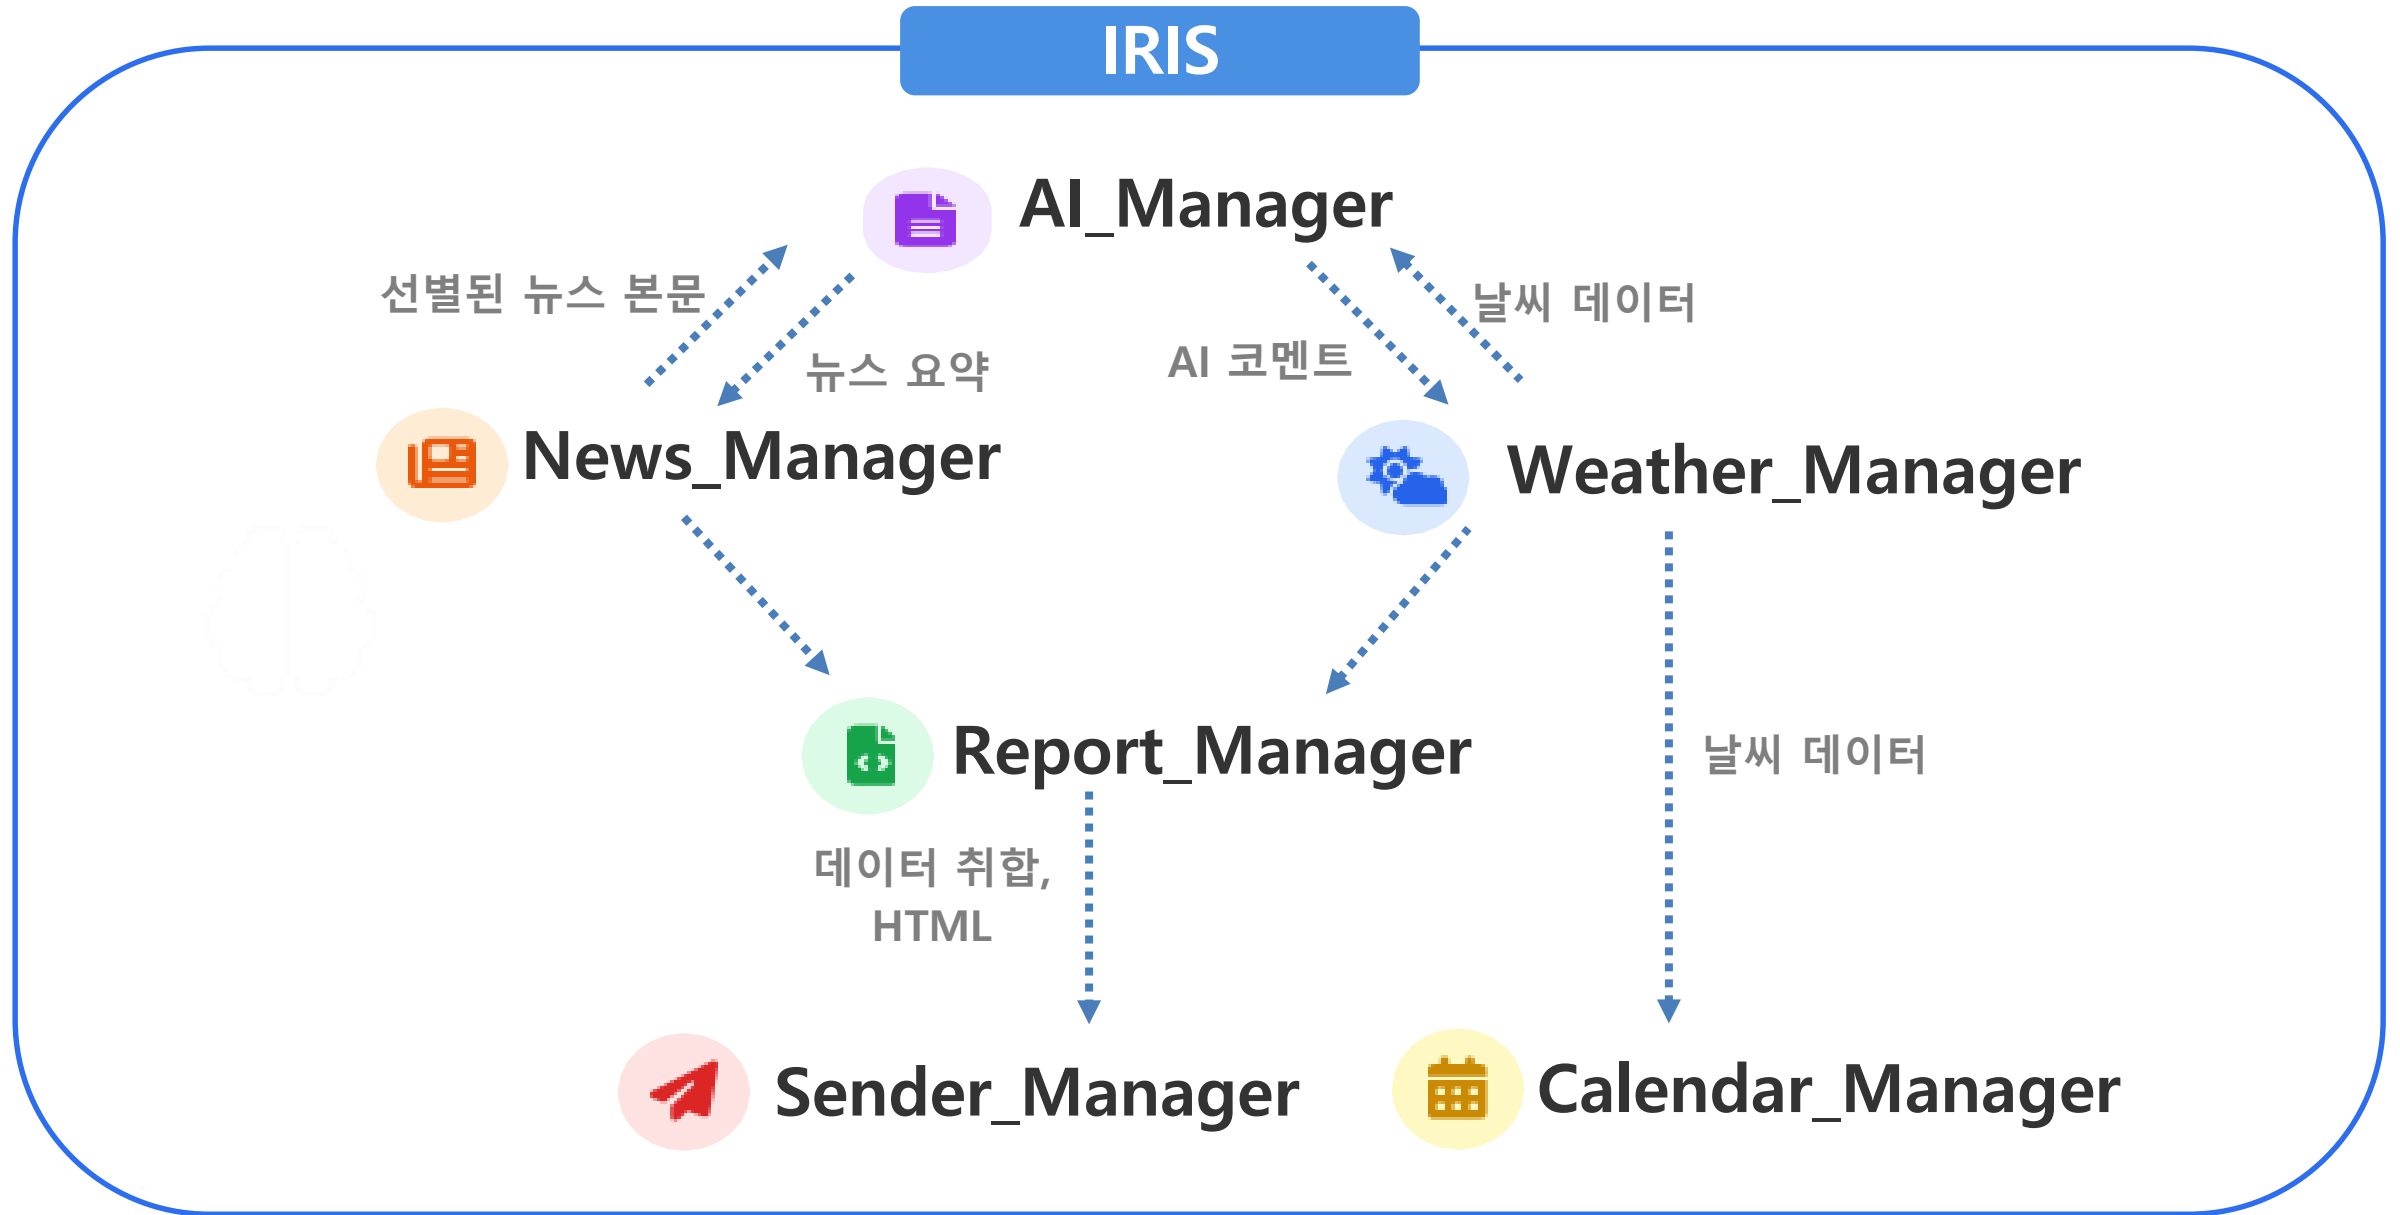 IRIS
AI_Manager
선별된 뉴스 본문
날씨 데이터
뉴스 요약
AI 코멘트
News_Manager
Weather_Manager
Report_Manager
날씨 데이터
데이터 취합,
HTML
Sender_Manager
Calendar_Manager